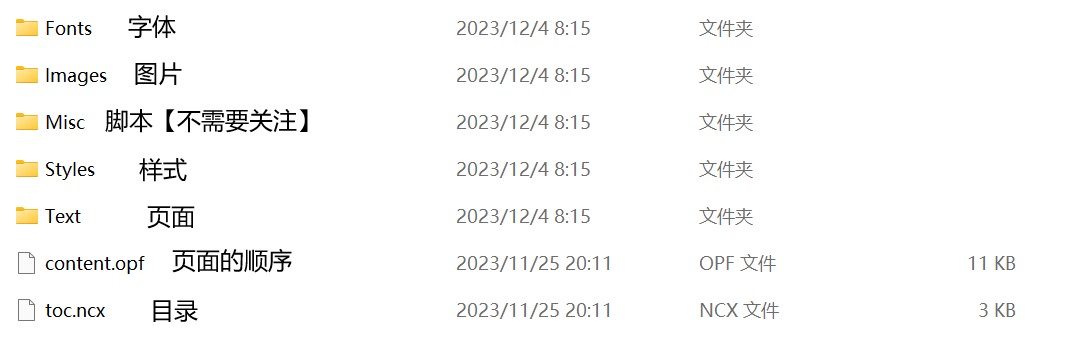 Fonts 字体 2023/12/4 8:15 文件夹
Images 图片 2023/12/4 8:15 文件夹
Misc 脚本【不需要关注】 2023/12/4 8:15 文件夹
Styles 样式 2023/12/4 8:15 文件夹
Text 页面 2023/12/4 8:15 文件夹
content.opf 页面的顺序 2023/11/25 20:11 OPF 文件 11 KB
toc.ncx 目录 2023/11/25 20:11 NCX 文件 3 KB